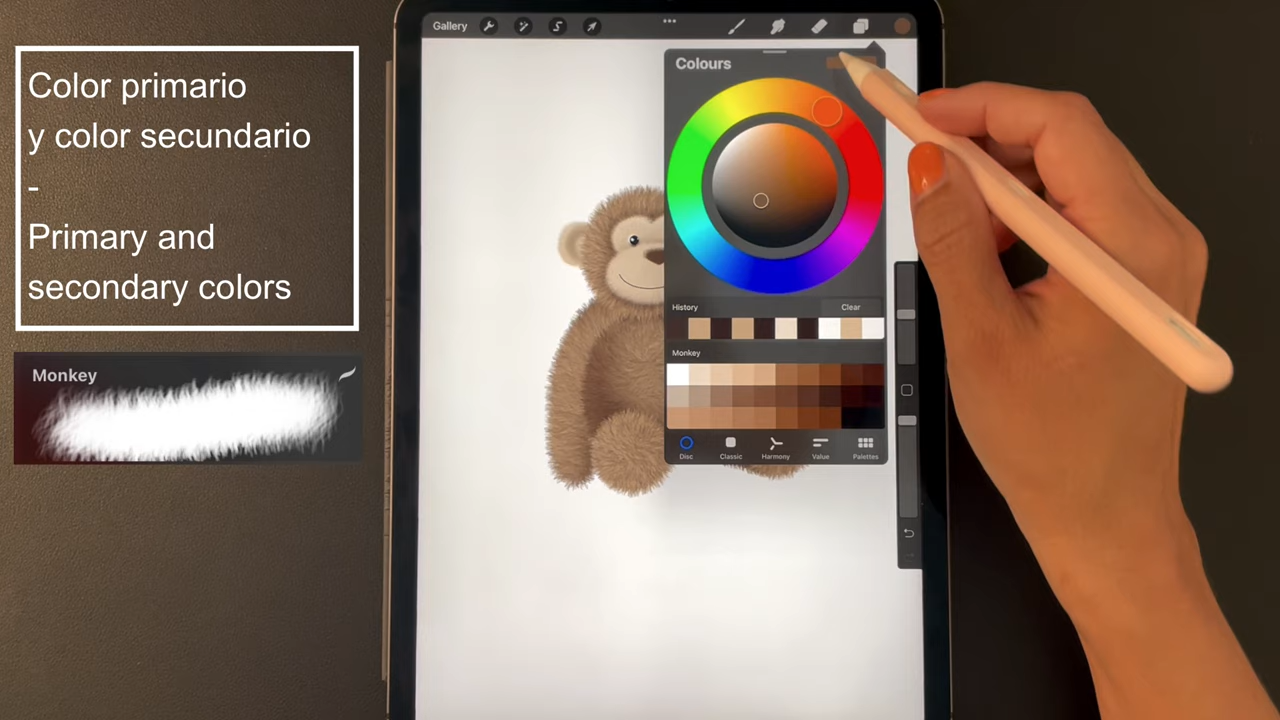 Color primario
y color secundario
-
Primary and
secondary colors
Monkey
Gallery
Colours
History Clear
Monkey
Disc Classic Harmony Value Palettes